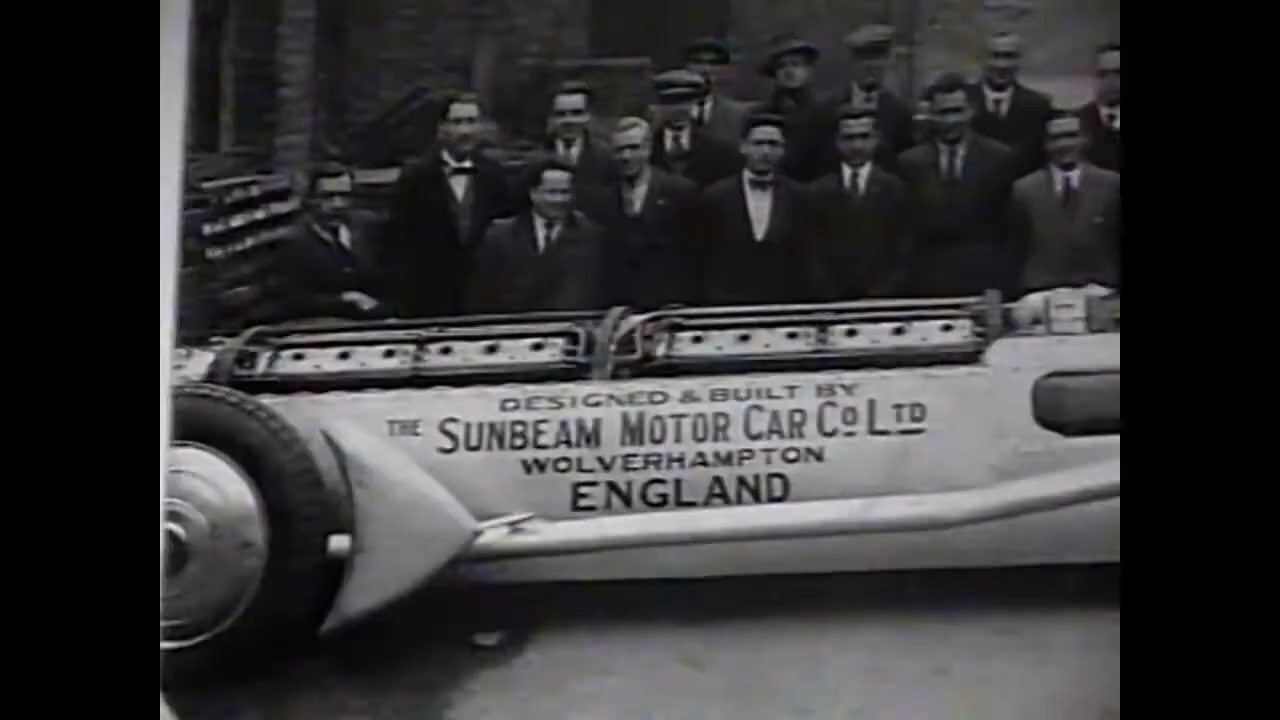 DESIGNED & BUILT BY
THE SUNBEAM MOTOR CAR Co LTD
WOLVERHAMPTON
ENGLAND